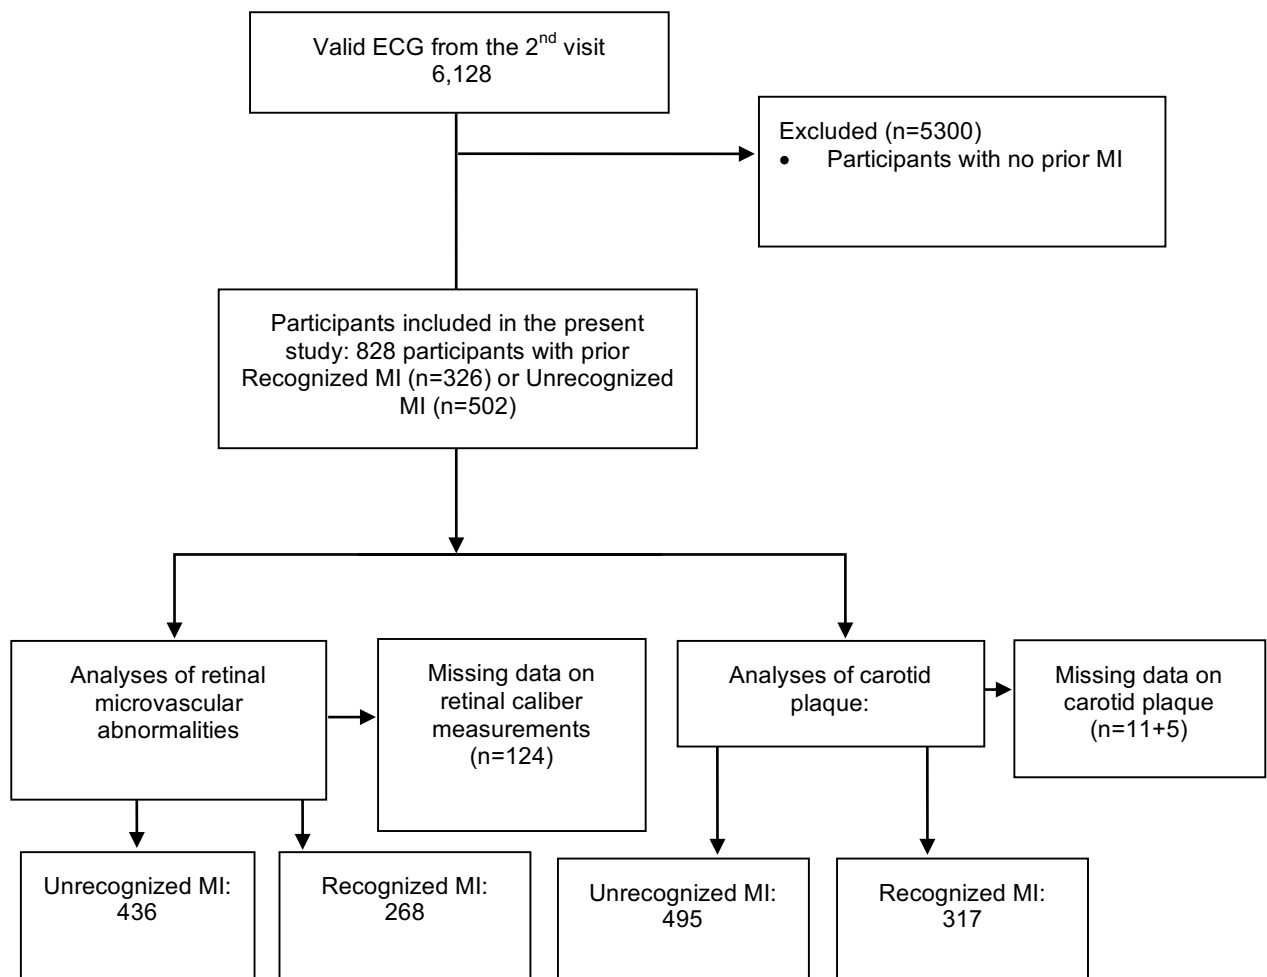 Valid ECG from the 2nd visit
6,128
Excluded (n=5300)
• Participants with no prior MI
Participants included in the present
study: 828 participants with prior
Recognized MI (n=326) or Unrecognized
MI (n=502)
Analyses of retinal
microvascular
abnormalities
Missing data on
retinal caliber
measurements
(n=124)
Analyses of carotid
plaque:
Missing data on
carotid plaque
(n=11+5)
Unrecognized MI:
436
Recognized MI:
268
Unrecognized MI:
495
Recognized MI:
317